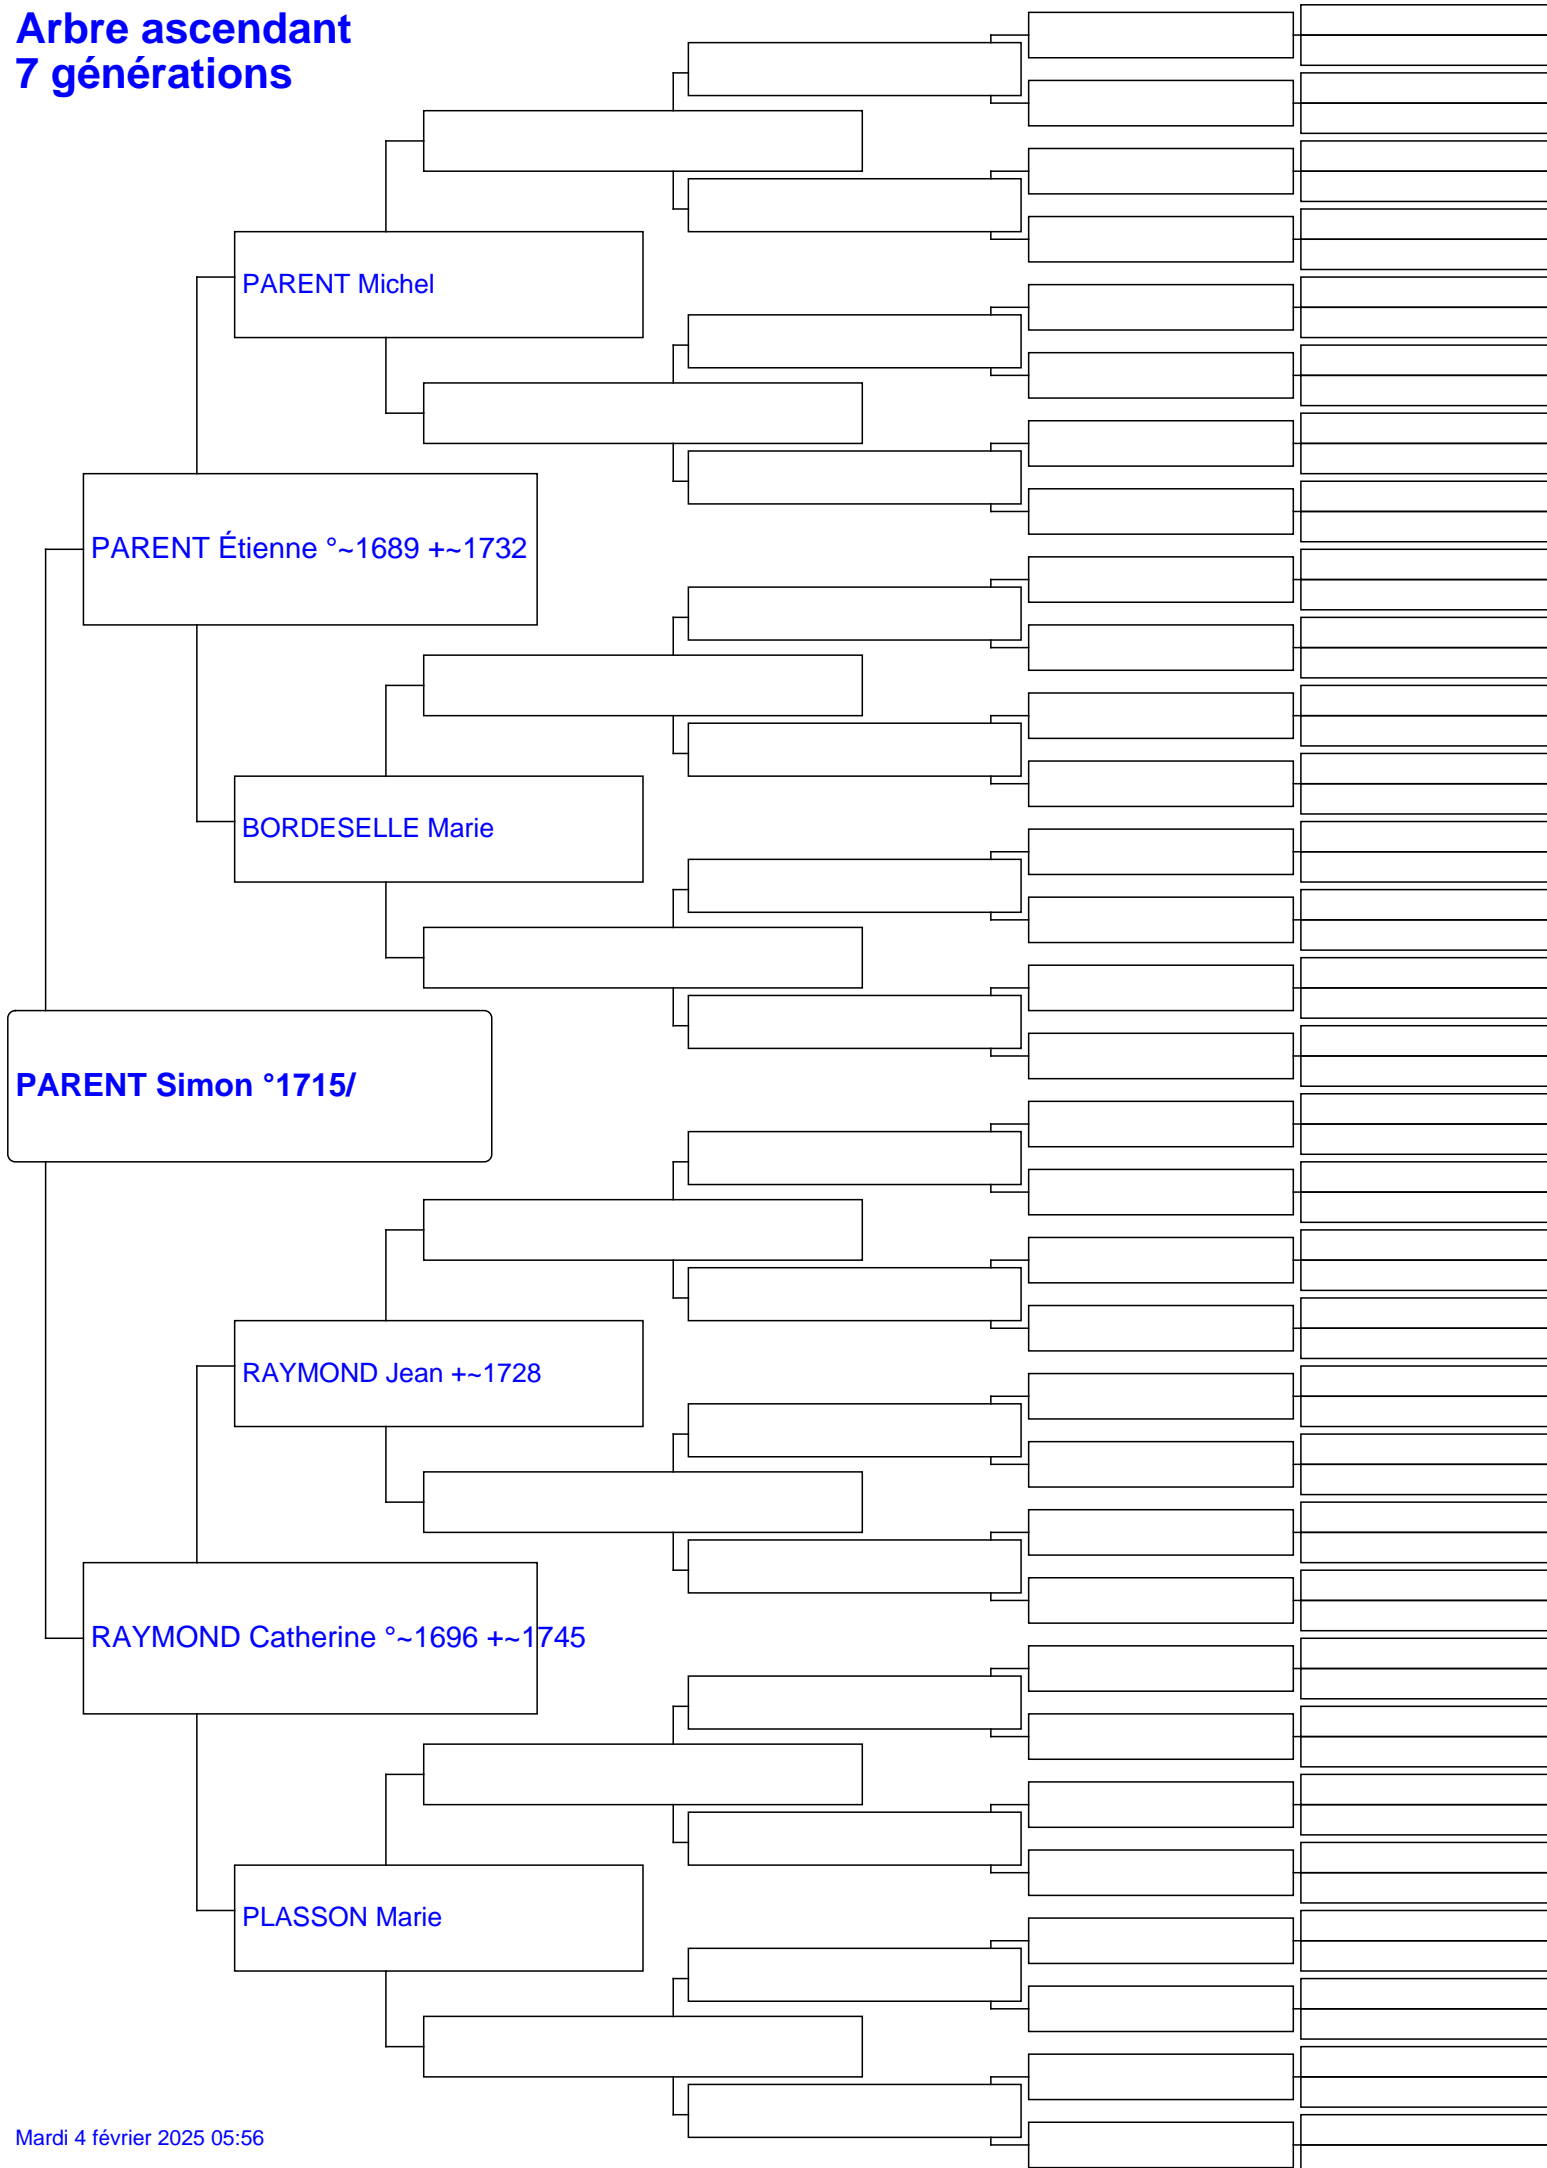 Arbre ascendant
7 générations
PARENT Michel
PARENT Étienne °~1689 +~1732
BORDESELLE Marie
PARENT Simon °1715/
RAYMOND Jean +~1728
RAYMOND Catherine °~1696 +~1745
PLASSON Marie
Mardi 4 février 2025 05:56